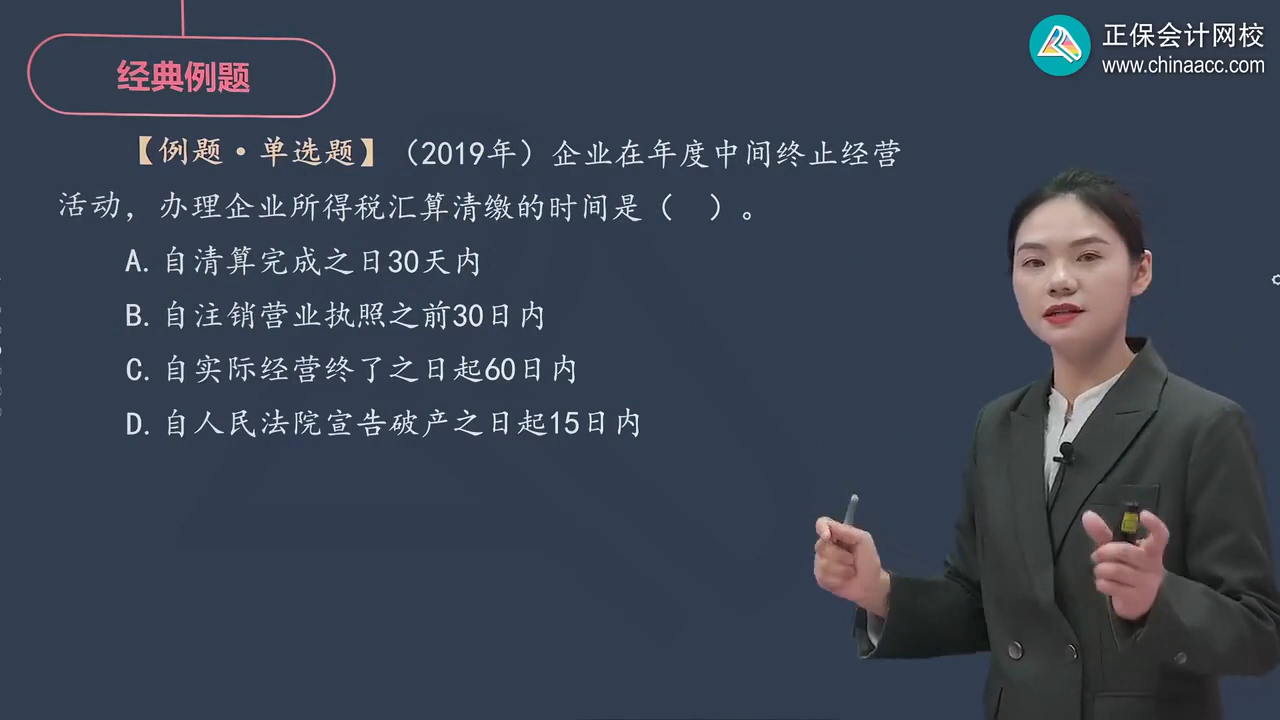 经典例题
正保会计网校
www.chinaacc.com
【例题·单选题】（2019年）企业在年度中间终止经营
活动，办理企业所得税汇算清缴的时间是（ ）。
A. 自清算完成之日30天内
B. 自注销营业执照之前30日内
C. 自实际经营终了之日起60日内
D. 自人民法院宣告破产之日起15日内